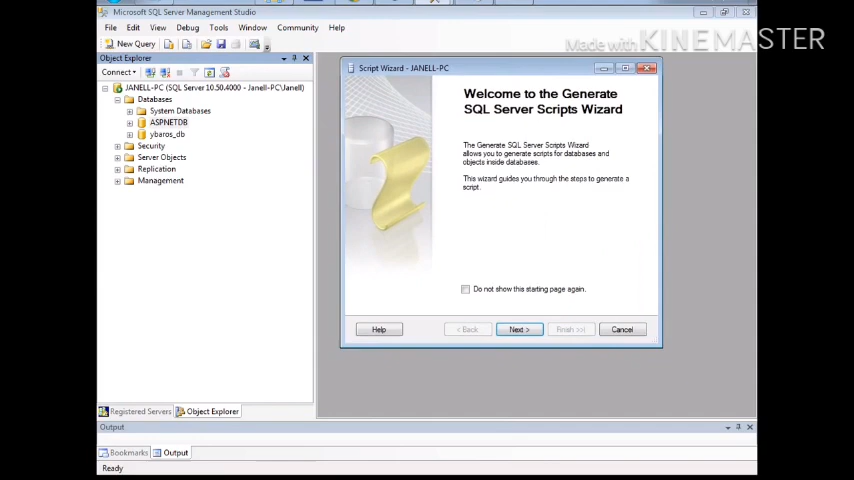 Microsoft SQL Server Management Studio
File Edit View Debug Tools Window Community Help
New Query
Made with KINEMASTER
Object Explorer
Connect
JANELL-PC (SQL Server 10.50.4000 - Janell-PC\Janell)
Databases
System Databases
ASPNETDB
ybaros_db
Security
Server Objects
Replication
Management
Script Wizard - JANELL-PC
Welcome to the Generate
SQL Server Scripts Wizard
The Generate SQL Server Scripts Wizard
allows you to generate scripts for databases and
objects inside databases.
This wizard guides you through the steps to generate a
script.
Do not show this starting page again.
Help < Back Next > Finish >>| Cancel
Registered Servers Object Explorer
Output
Bookmarks Output
Ready